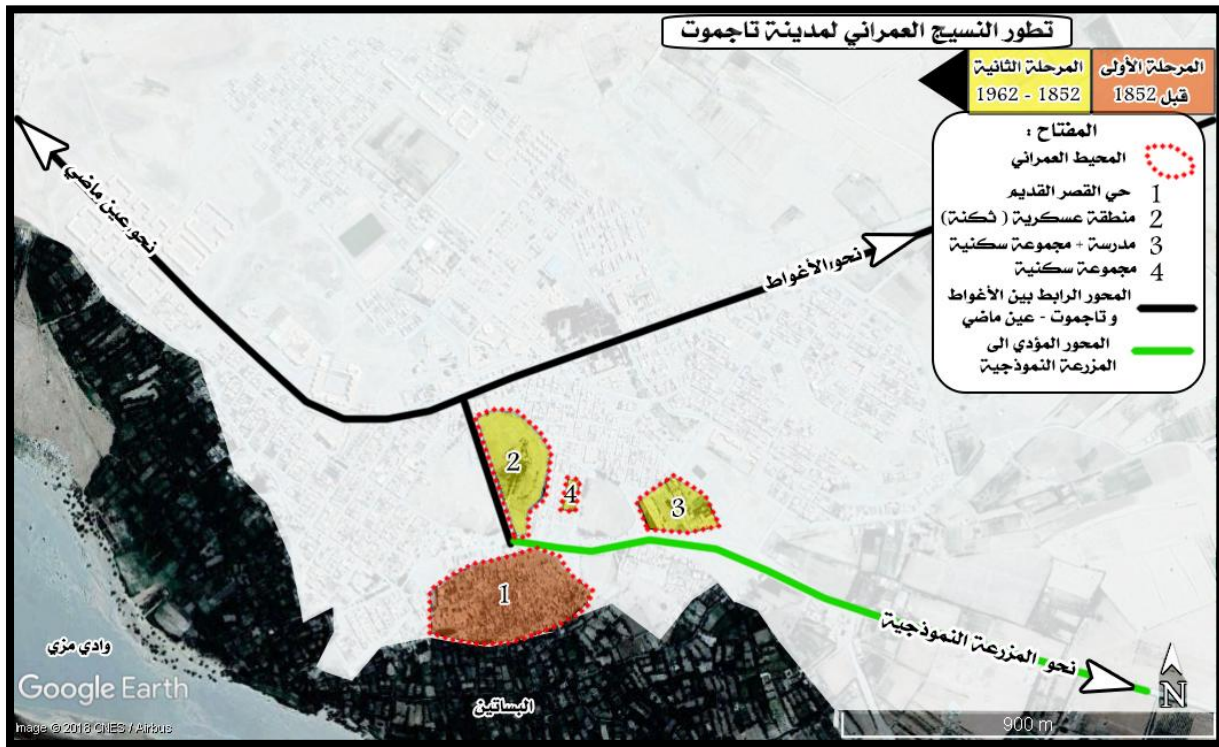 تطور النسيج العمراني لمدينة تاجموت
المرحلة الأولى
قبل 1852
المرحلة الثانية
1852 - 1962
المفتاح :
المحيط العمراني
1 حي القصر القديم
2 منطقة عسكرية ( ثكنة)
3 مدرسة + مجموعة سكنية
4 مجموعة سكنية
المحور الرابط بين الأغواط
و تاجموت - عين ماضي
المحور المؤدي الى
المزرعة النموذجية
نحو عين ماضي
نحو الأغواط
2
4
3
1
نحو المزرعة النموذجية
وادي مزي
البساتين
Google Earth
Image © 2018 CNES / Airbus
N
900 m